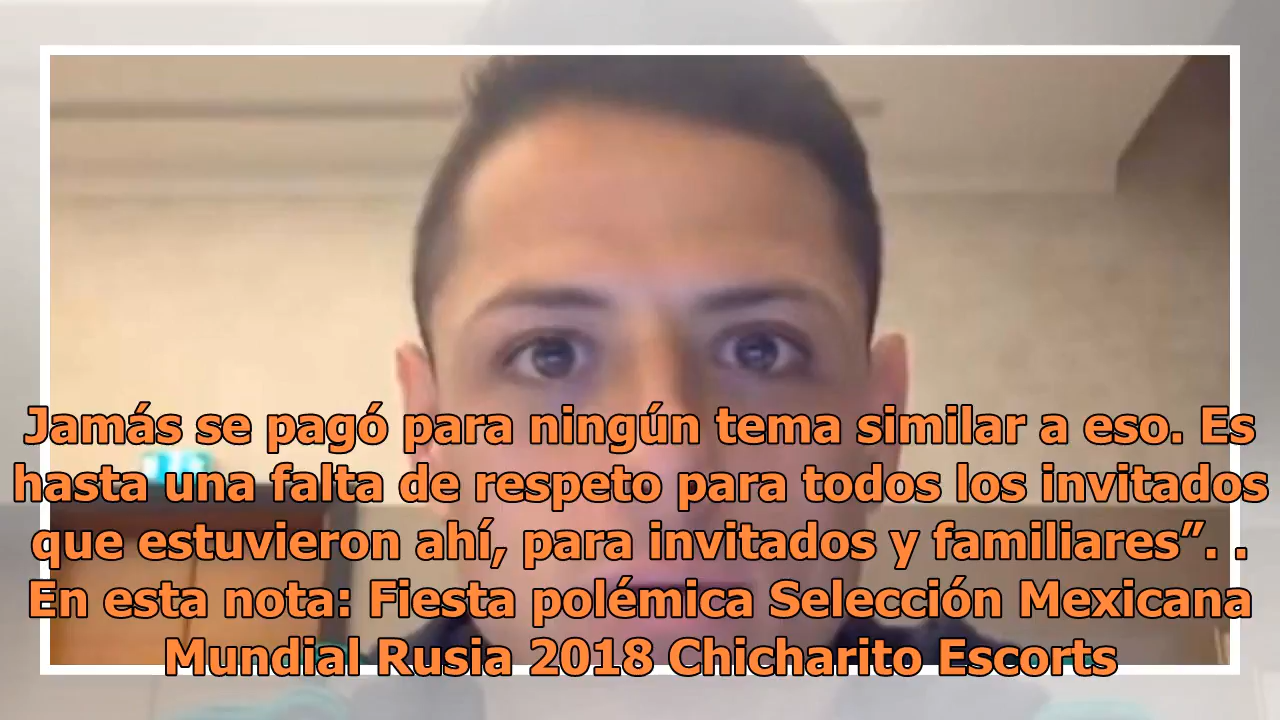 Jamás se pagó para ningún tema similar a eso. Es
hasta una falta de respeto para todos los invitados
que estuvieron ahí, para invitados y familiares”. .
En esta nota: Fiesta polémica Selección Mexicana
Mundial Rusia 2018 Chicharito Escorts